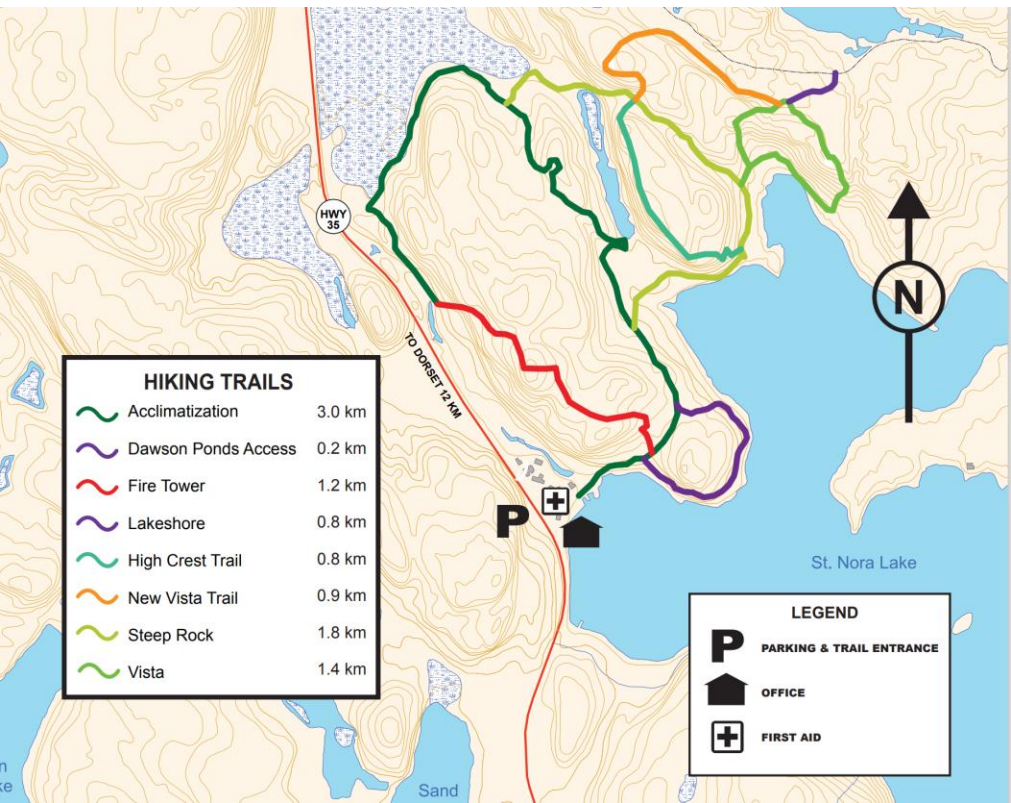 HWY
35
TO DORSET 12 KM
N
HIKING TRAILS
Acclimatization 3.0 km
Dawson Ponds Access 0.2 km
Fire Tower 1.2 km
Lakeshore 0.8 km
High Crest Trail 0.8 km
New Vista Trail 0.9 km
Steep Rock 1.8 km
Vista 1.4 km
P
St. Nora Lake
LEGEND
P PARKING & TRAIL ENTRANCE
OFFICE
FIRST AID
Sand